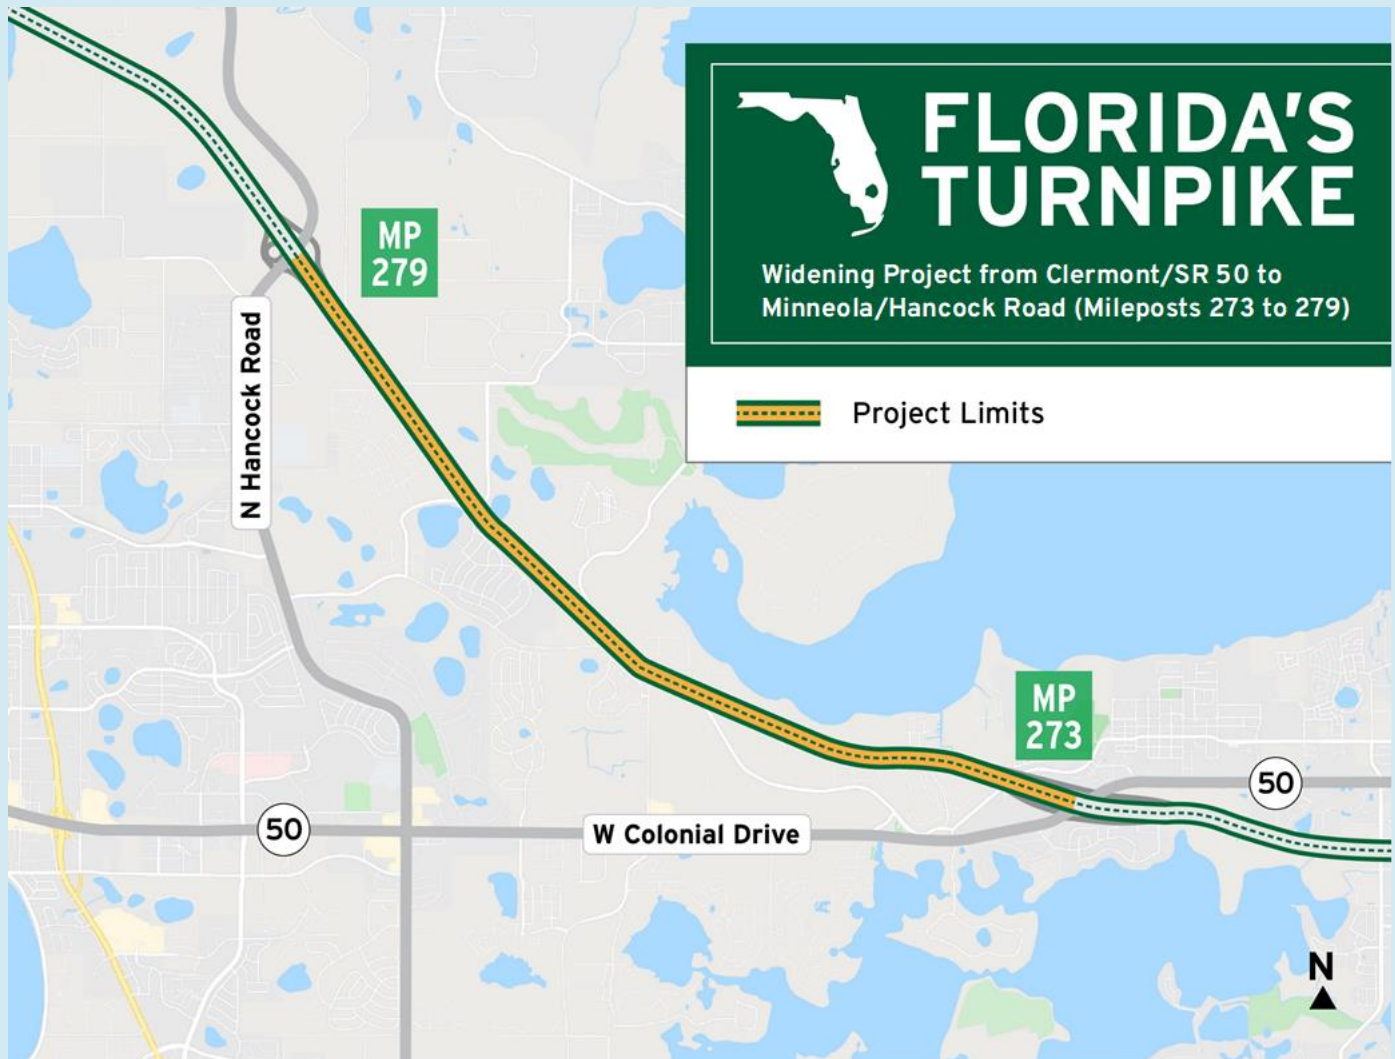 FLORIDA'S
TURNPIKE
Widening Project from Clermont/SR 50 to
Minneola/Hancock Road (Mileposts 273 to 279)
Project Limits
MP
279
N Hancock Road
MP
273
50
50
W Colonial Drive
N